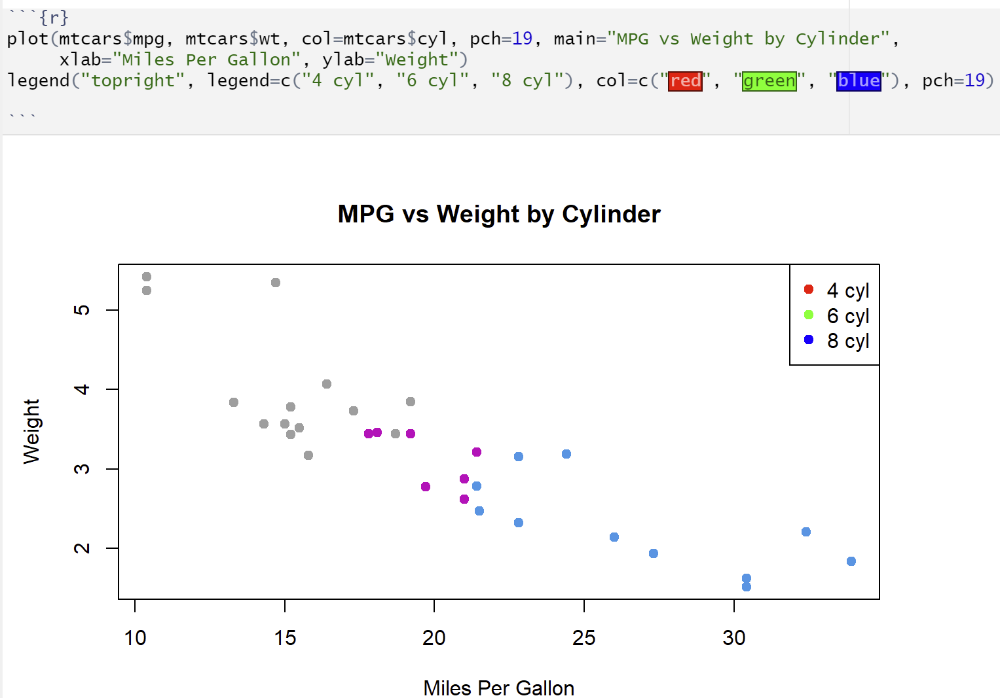 ```{r}
plot(mtcars$mpg, mtcars$wt, col=mtcars$cyl, pch=19, main="MPG vs Weight by Cylinder",
     xlab="Miles Per Gallon", ylab="Weight")
legend("topright", legend=c("4 cyl", "6 cyl", "8 cyl"), col=c("red", "green", "blue"), pch=19)
```
MPG vs Weight by Cylinder
4 cyl
6 cyl
8 cyl
5
4
3
2
Weight
10 15 20 25 30
Miles Per Gallon